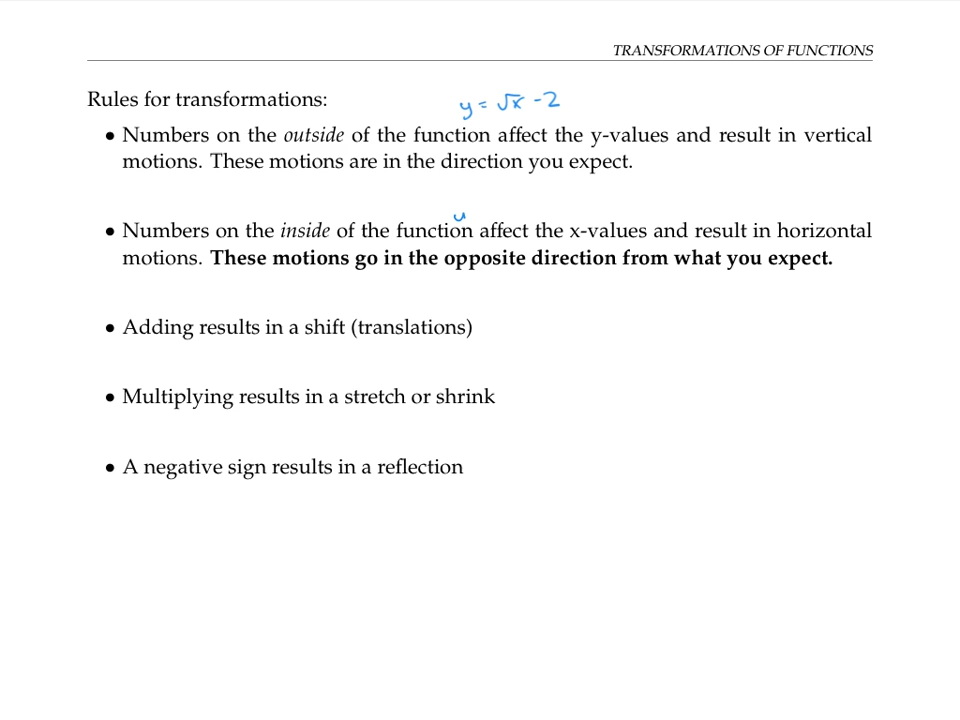 TRANSFORMATIONS OF FUNCTIONS
Rules for transformations:
y = √x - 2
• Numbers on the outside of the function affect the y-values and result in vertical
motions. These motions are in the direction you expect.
• Numbers on the inside of the function affect the x-values and result in horizontal
motions. These motions go in the opposite direction from what you expect.
• Adding results in a shift (translations)
• Multiplying results in a stretch or shrink
• A negative sign results in a reflection